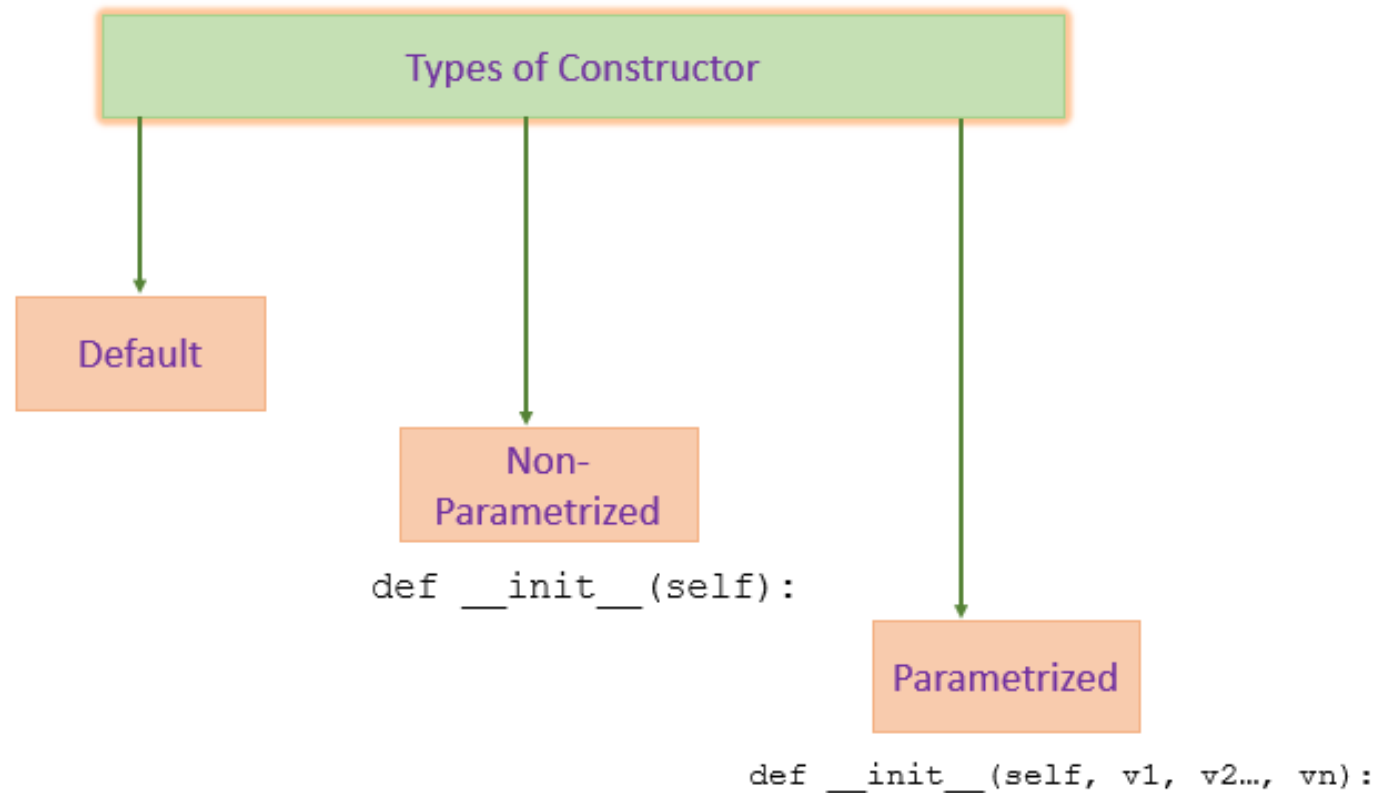 Types of Constructor
Default
Non-
Parametrized
def __init__(self):
Parametrized
def __init__(self, v1, v2…, vn):